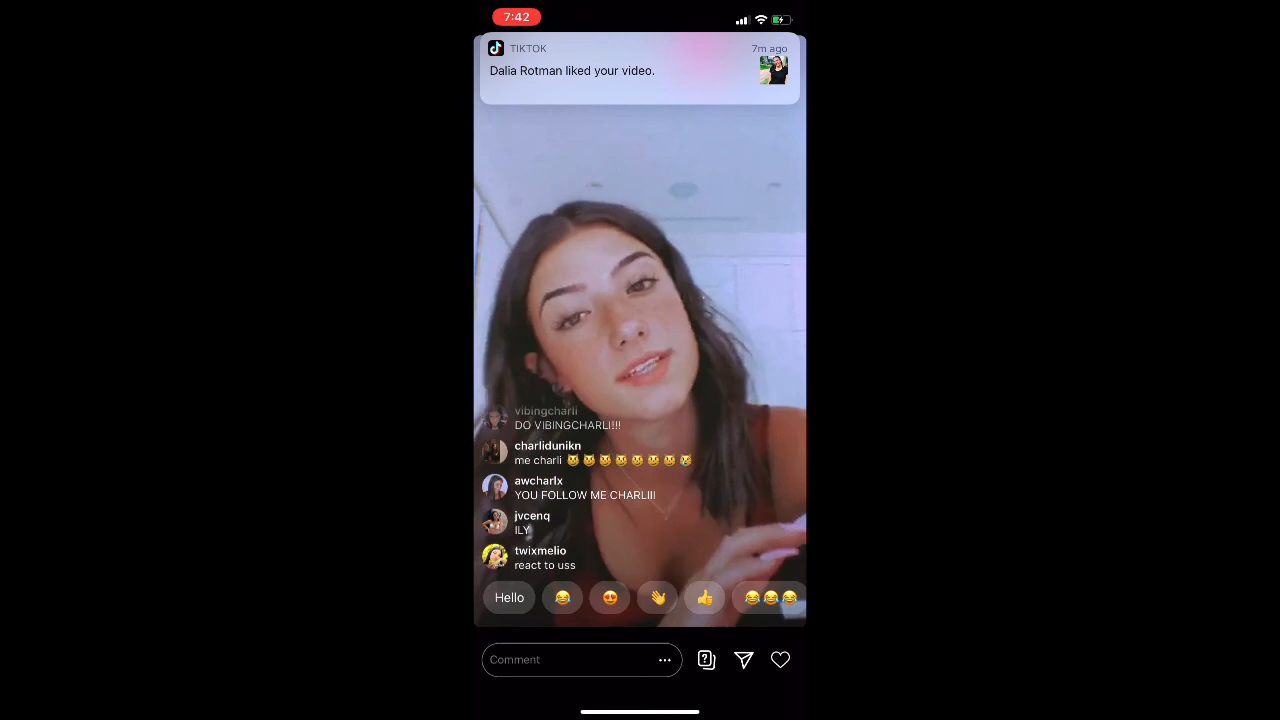 7:42
TIKTOK
7m ago
Dalia Rotman liked your video.
vibingcharli
DO VIBINGCHARLI!!!
charlidunikn
me charli 😼😼😼😼😼😼😼😿
awcharlx
YOU FOLLOW ME CHARLIII
jvcenq
ILY
twixmelio
react to uss
Hello 😂 😍 👋 👍 😂😂😂
Comment